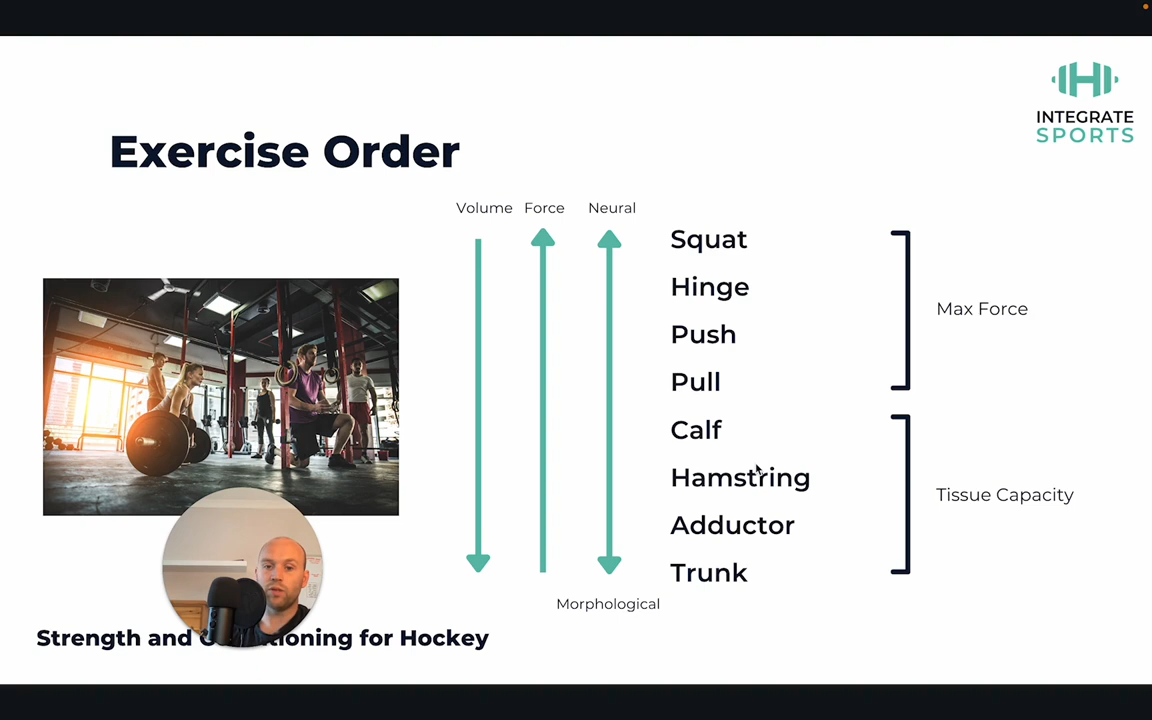 INTEGRATE
SPORTS
Exercise Order
Volume Force Neural
Squat
Hinge
Push
Pull
Max Force
Calf
Hamstring
Adductor
Trunk
Tissue Capacity
Morphological
Strength and for Hockey